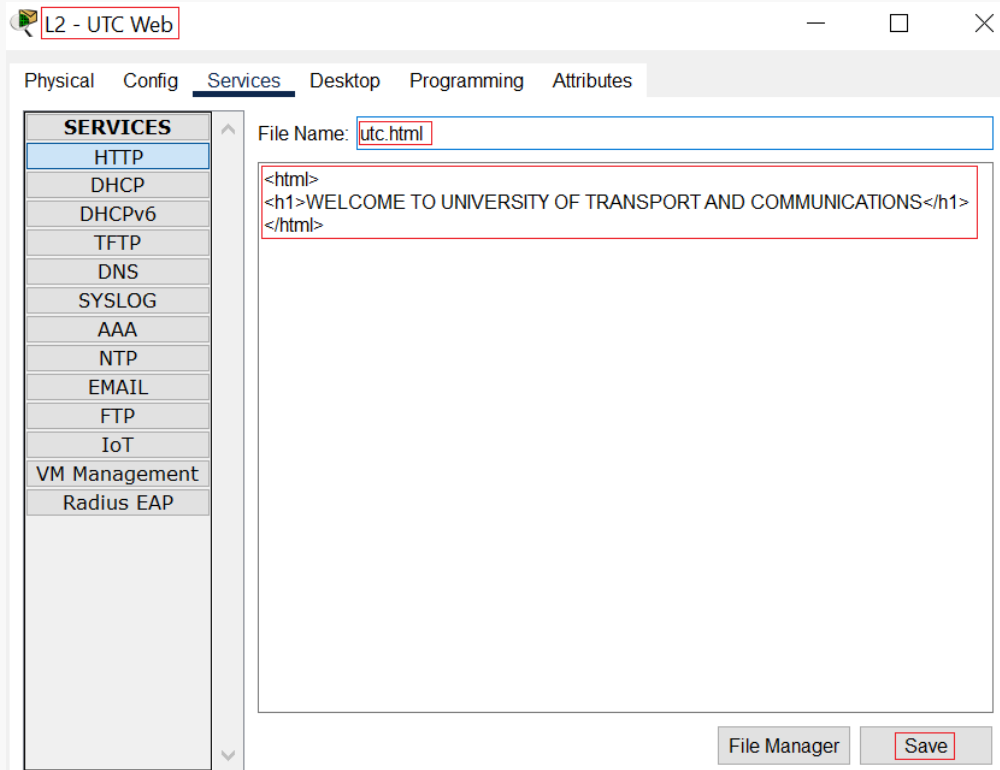 L2 - UTC Web
Physical Config Services Desktop Programming Attributes
SERVICES
HTTP
DHCP
DHCPv6
TFTP
DNS
SYSLOG
AAA
NTP
EMAIL
FTP
IoT
VM Management
Radius EAP
File Name: utc.html
<html>
<h1>WELCOME TO UNIVERSITY OF TRANSPORT AND COMMUNICATIONS</h1>
</html>
File Manager Save